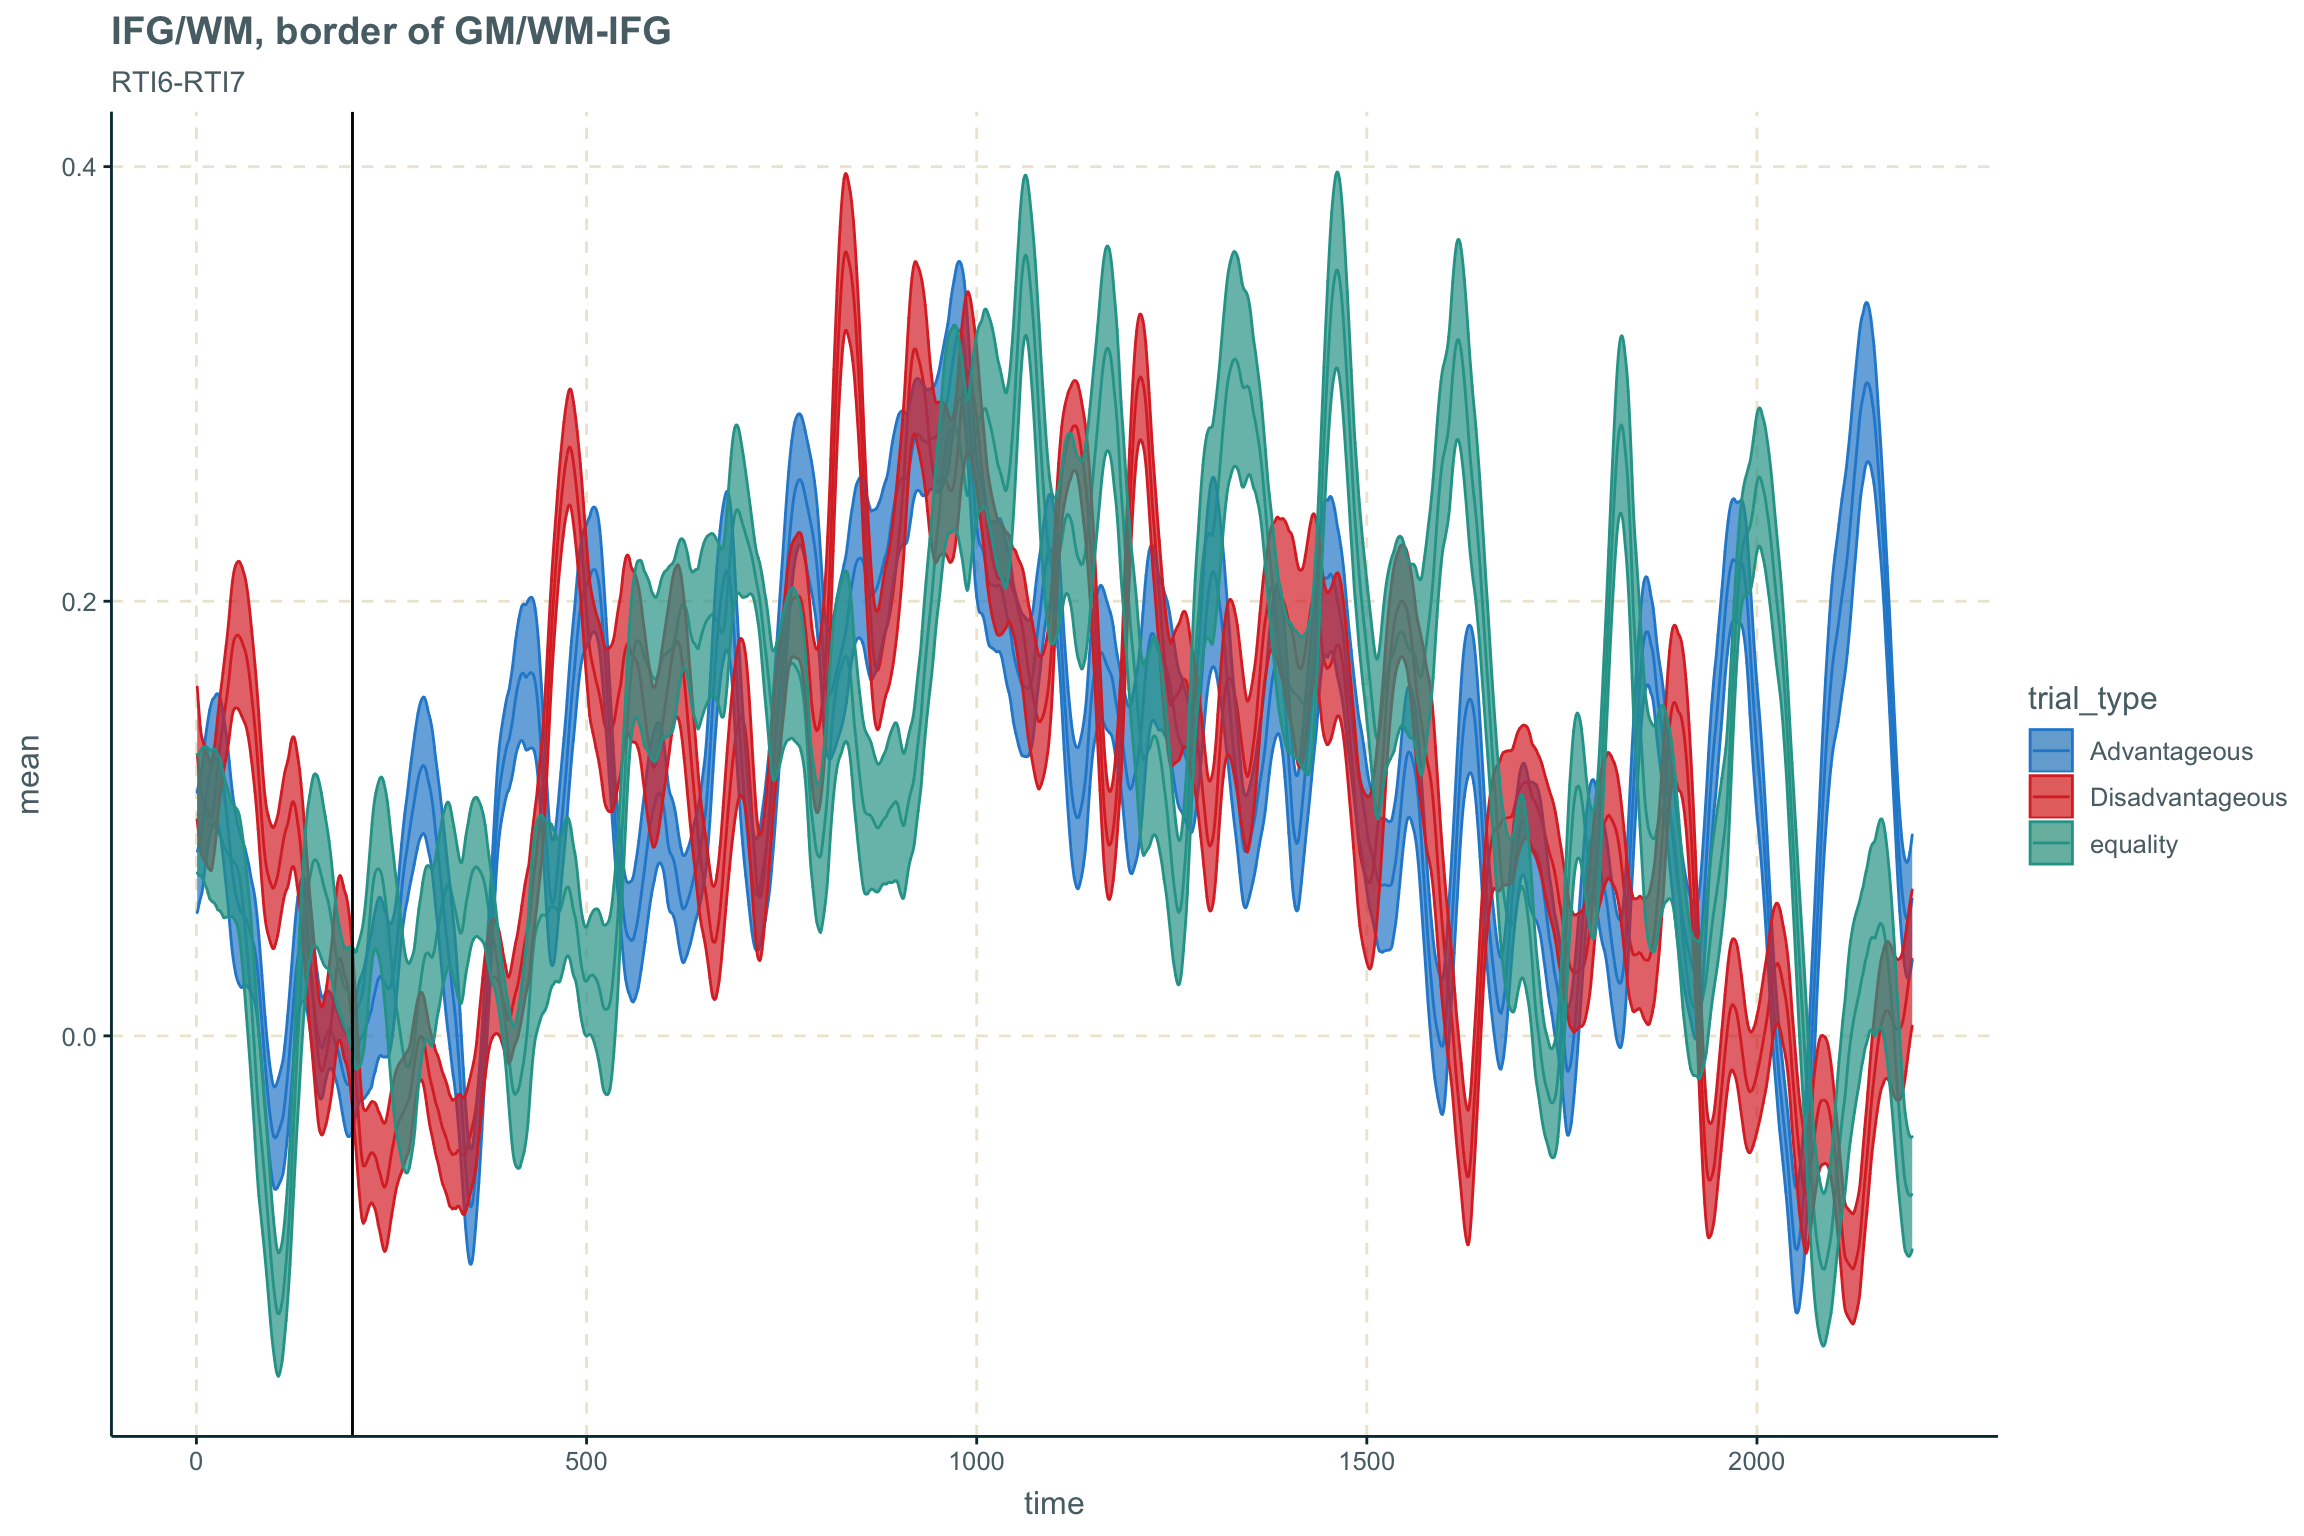 IFG/WM, border of GM/WM-IFG
RTI6-RTI7
0.4
0.2
0.0
mean
0
500
1000
1500
2000
time
trial_type
Advantageous
Disadvantageous
equality